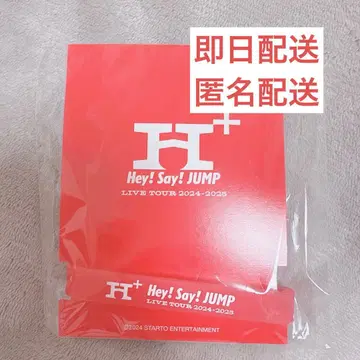 即日配送
匿名配送
H+
Hey! Say! JUMP
LIVE TOUR 2024-2025
H+
Hey! Say! JUMP
LIVE TOUR 2024-2025
©2024 STARTO ENTERTAINMENT